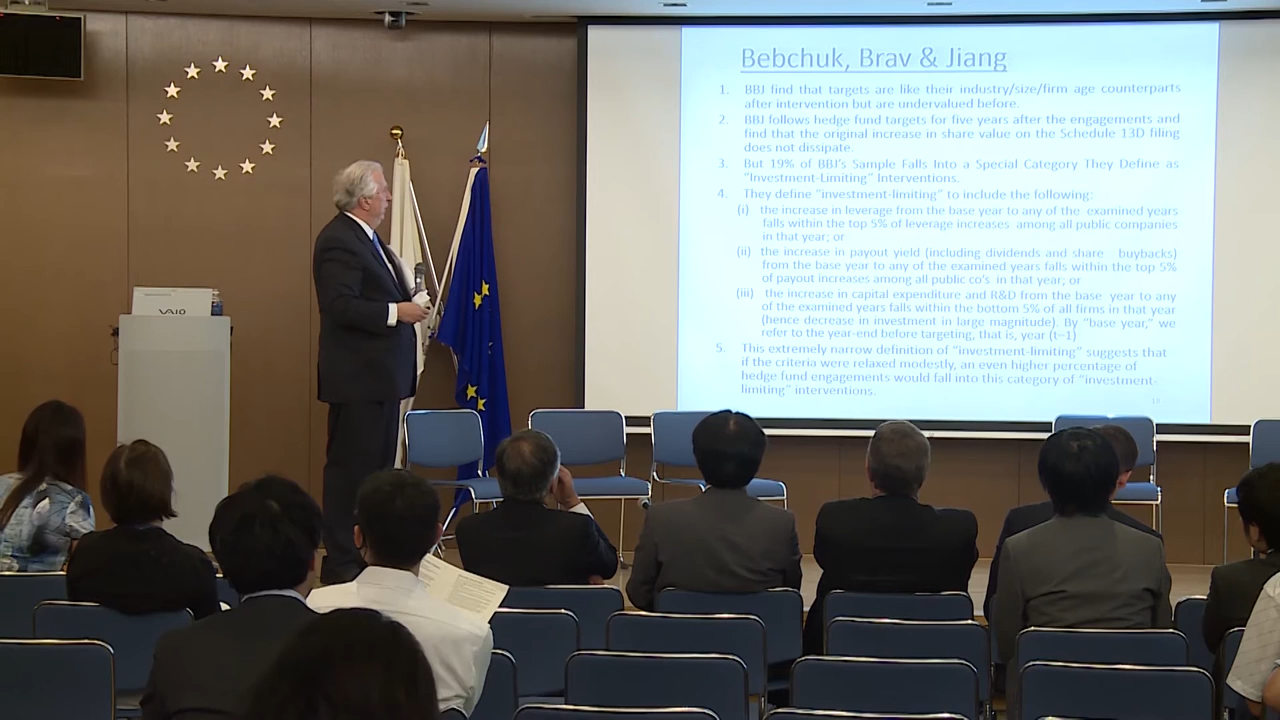 Bebchuk, Brav & Jiang
1. BBJ find that targets are like their industry/size/firm age counterparts
after intervention but are undervalued before.
2. BBJ follows hedge fund targets for five years after the engagements and
find that the original increase in share value on the Schedule 13D filing
does not dissipate.
3. But 19% of BBJ's Sample Falls Into a Special Category They Define as
"Investment-Limiting" Interventions.
4. They define "investment-limiting" to include the following:
(i) the increase in leverage from the base year to any of the examined years
falls within the top 5% of leverage increases among all public companies
in that year; or
(ii) the increase in payout yield (including dividends and share buybacks)
from the base year to any of the examined years falls within the top 5%
of payout increases among all public co's in that year; or
(iii) the increase in capital expenditure and R&D from the base year to any
of the examined years falls within the bottom 5% of all firms in that year
(hence decrease in investment in large magnitude). By "base year," we
refer to the year-end before targeting, that is, year (t–1)
5. This extremely narrow definition of "investment-limiting" suggests that
if the criteria were relaxed modestly, an even higher percentage of
hedge fund engagements would fall into this category of "investment-
limiting" interventions.
VAIO